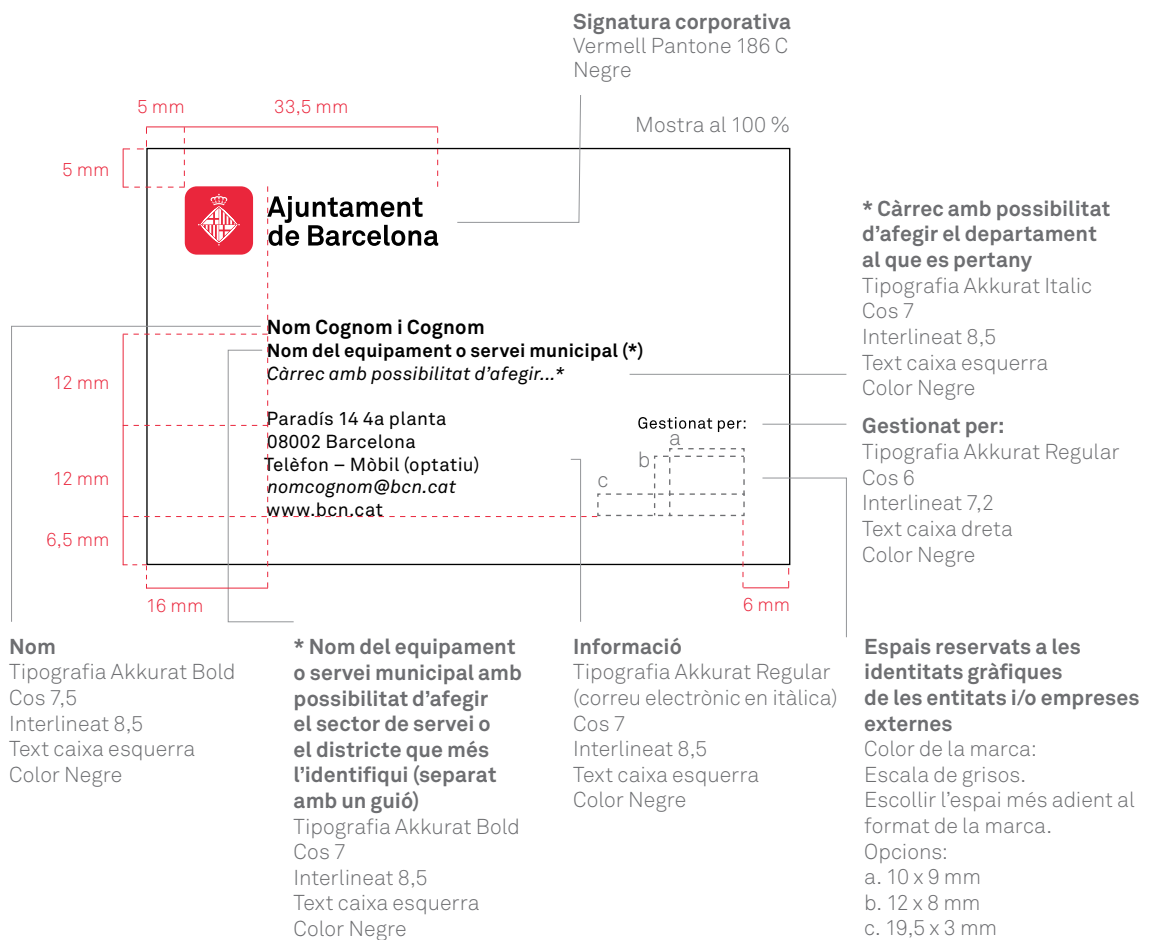 Signatura corporativa
Vermell Pantone 186 C
Negre
5 mm
33,5 mm
Mostra al 100 %
5 mm
Ajuntament
de Barcelona
* Càrrec amb possibilitat
d’afegir el departament
al que es pertany
Tipografia Akkurat Italic
Cos 7
Interlineat 8,5
Text caixa esquerra
Color Negre
Nom Cognom i Cognom
Nom del equipament o servei municipal (*)
Càrrec amb possibilitat d’afegir...*
12 mm
Paradís 14 4a planta
08002 Barcelona
Telèfon – Mòbil (optatiu)
nomcognom@bcn.cat
www.bcn.cat
Gestionat per:
a
b
c
12 mm
6,5 mm
16 mm
6 mm
Gestionat per:
Tipografia Akkurat Regular
Cos 6
Interlineat 7,2
Text caixa dreta
Color Negre
Nom
Tipografia Akkurat Bold
Cos 7,5
Interlineat 8,5
Text caixa esquerra
Color Negre
* Nom del equipament
o servei municipal amb
possibilitat d’afegir
el sector de servei o
el districte que més
l’identifiqui (separat
amb un guió)
Tipografia Akkurat Bold
Cos 7
Interlineat 8,5
Text caixa esquerra
Color Negre
Informació
Tipografia Akkurat Regular
(correu electrònic en itàlica)
Cos 7
Interlineat 8,5
Text caixa esquerra
Color Negre
Espais reservats a les
identitats gràfiques
de les entitats i/o empreses
externes
Color de la marca:
Escala de grisos.
Escollir l’espai més adient al
format de la marca.
Opcions:
a. 10 x 9 mm
b. 12 x 8 mm
c. 19,5 x 3 mm